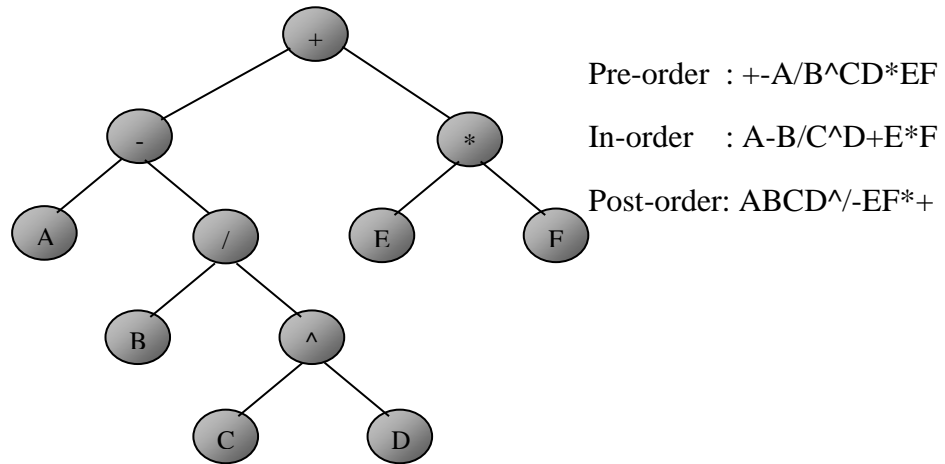 +
Pre-order : +-A/B^CD*EF
- *
In-order : A-B/C^D+E*F
Post-order: ABCD^/-EF*+
A / E F
B ^
C D